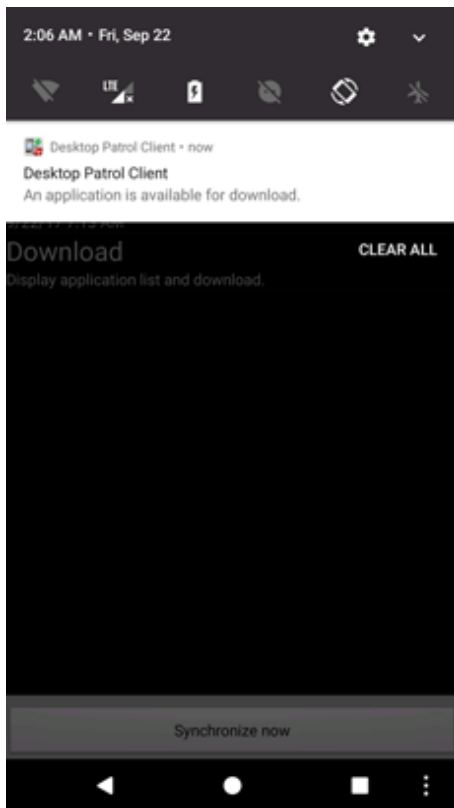 2:06 AM • Fri, Sep 22
LTE
Desktop Patrol Client • now
Desktop Patrol Client
An application is available for download.
Download
CLEAR ALL
Display application list and download.
Synchronize now